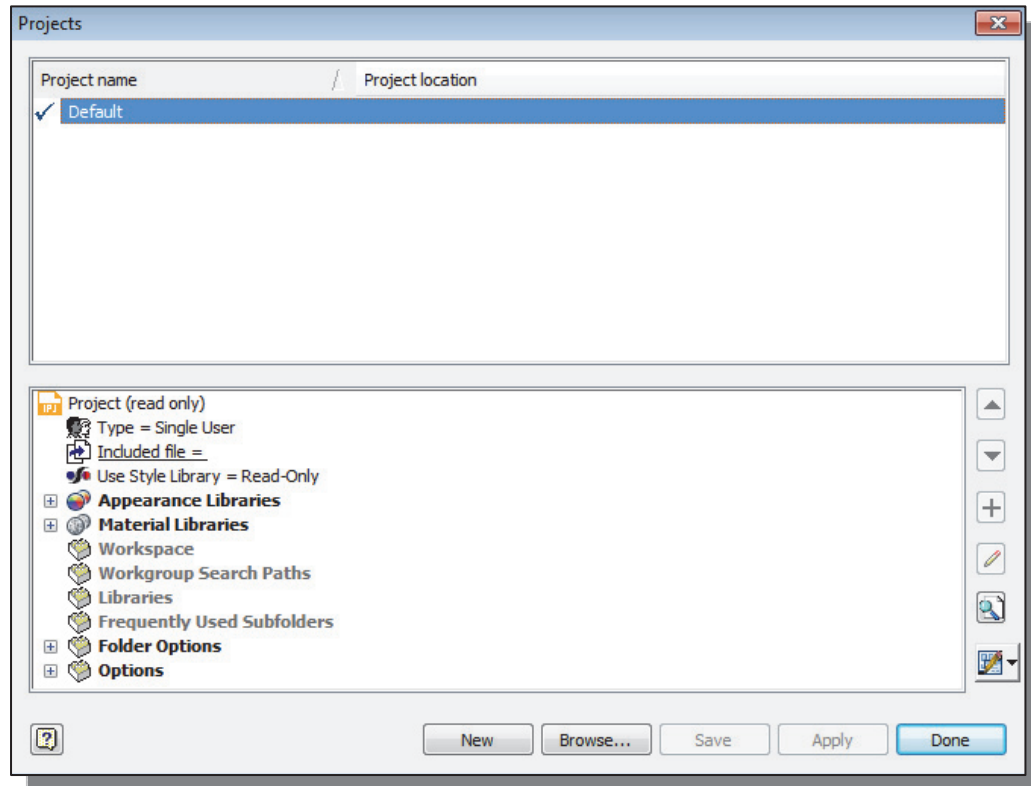 Projects
Project name / Project location
Default
IPJ Project (read only)
Type = Single User
Included file =
Use Style Library = Read-Only
Appearance Libraries
Material Libraries
Workspace
Workgroup Search Paths
Libraries
Frequently Used Subfolders
Folder Options
Options
? New Browse... Save Apply Done